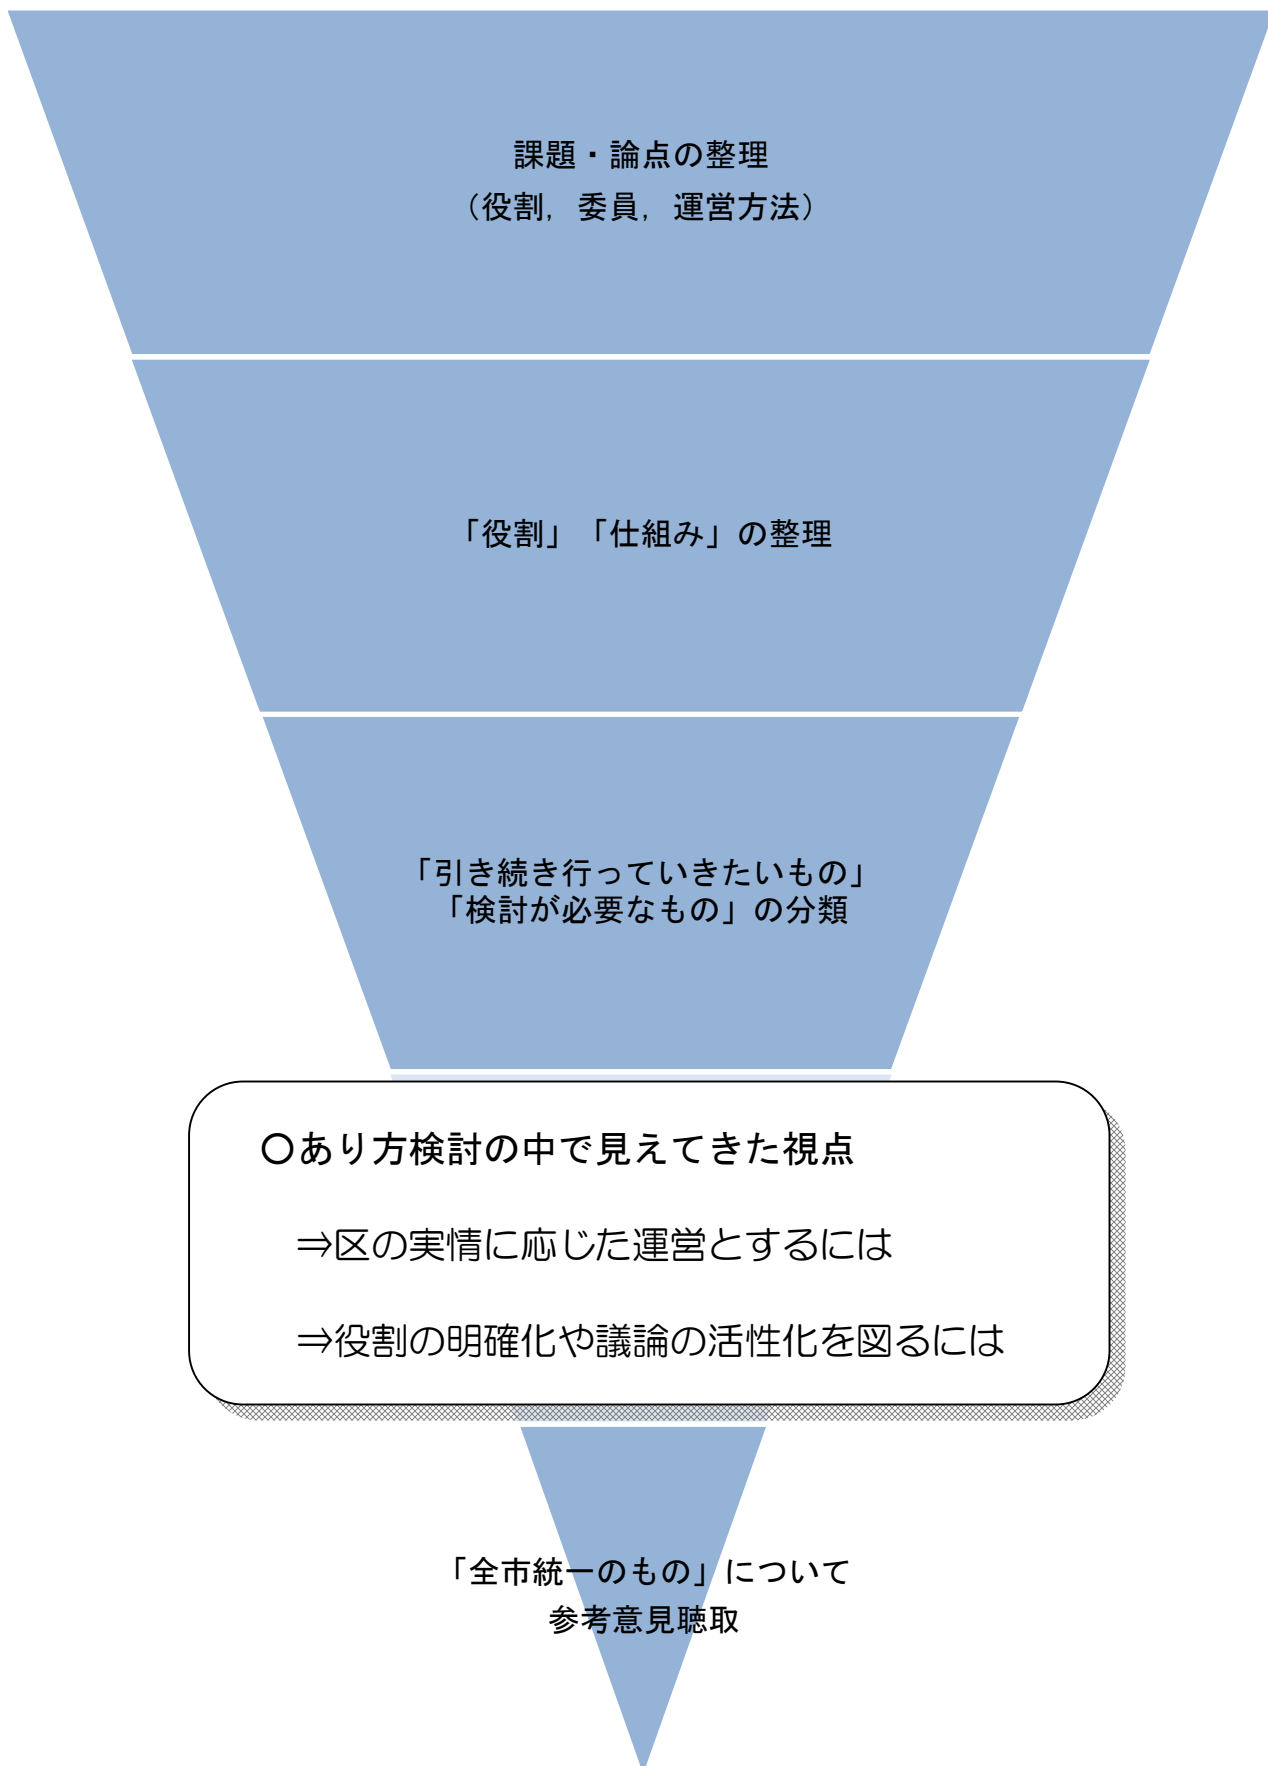 課題・論点の整理
（役割，委員，運営方法）
「役割」「仕組み」の整理
「引き続き行っていきたいもの」
「検討が必要なもの」の分類
〇あり方検討の中で見えてきた視点
⇒区の実情に応じた運営とするには
⇒役割の明確化や議論の活性化を図るには
「全市統一のもの」について
参考意見聴取